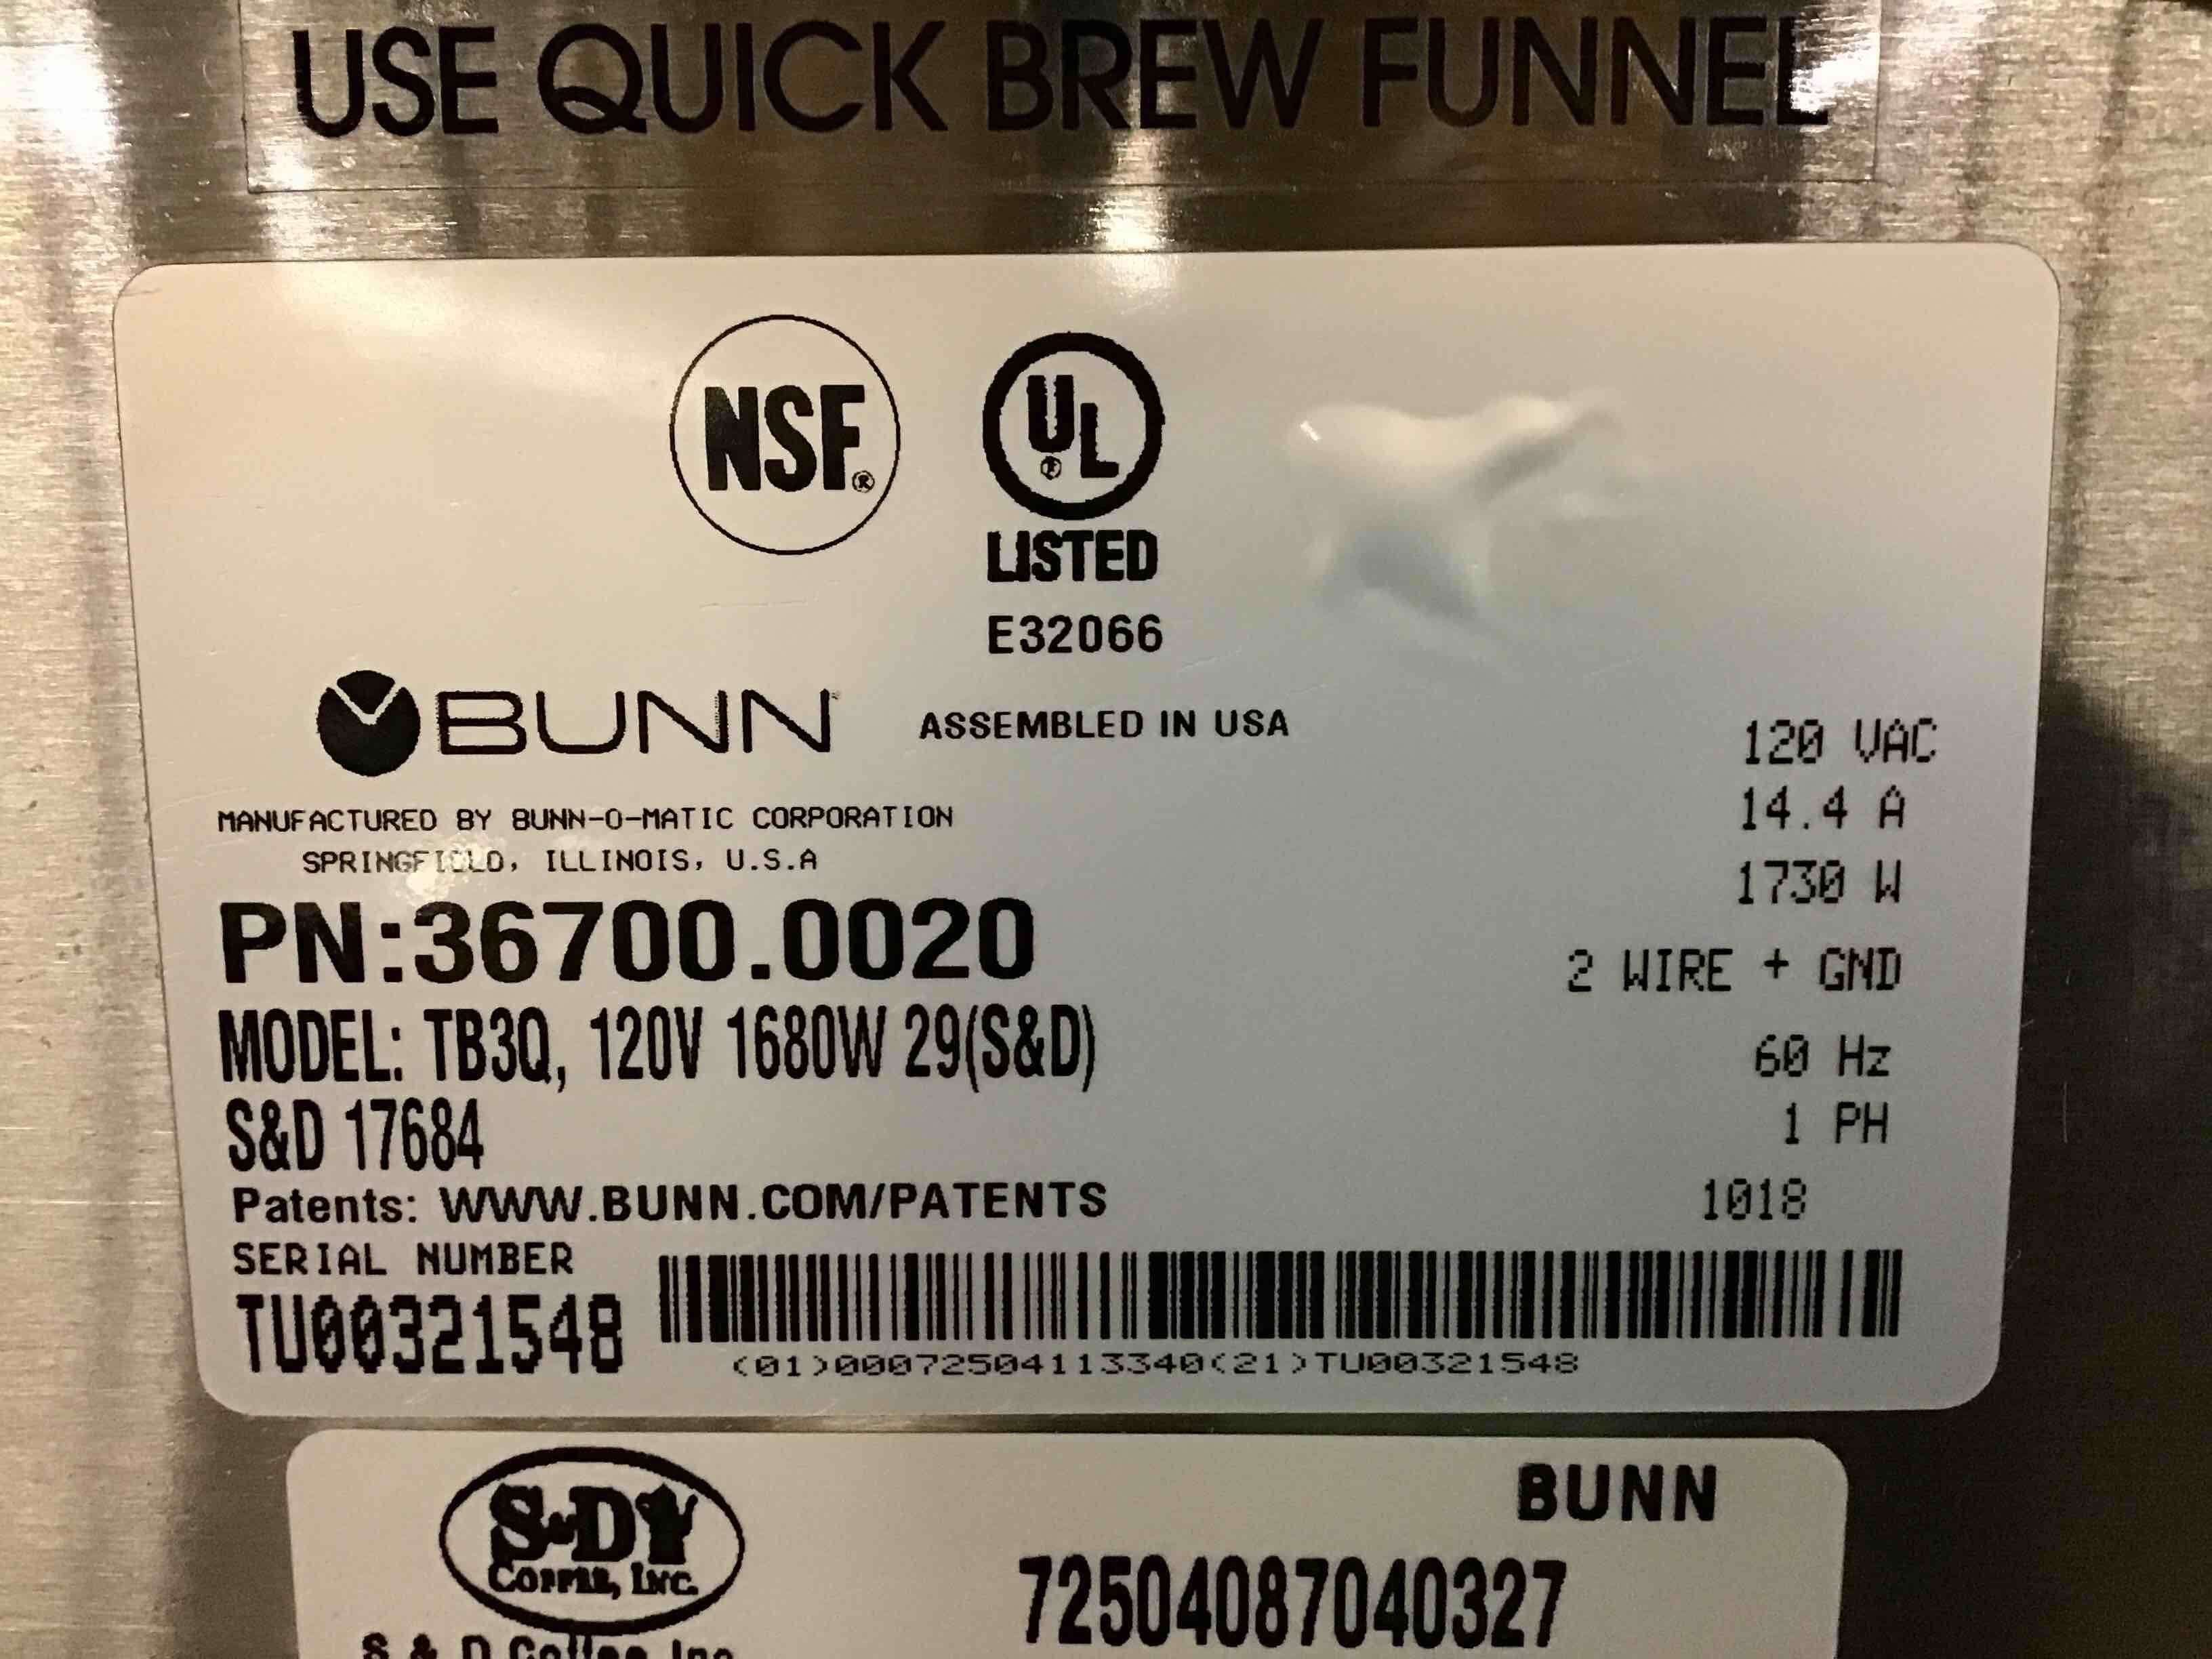 USE QUICK BREW FUNNEL
NSF®
UL®
LISTED
E32066
BUNN
ASSEMBLED IN USA
MANUFACTURED BY BUNN-O-MATIC CORPORATION
SPRINGFIELD, ILLINOIS, U.S.A
PN:36700.0020
MODEL: TB3Q, 120V 1680W 29(S&D)
S&D 17684
Patents: WWW.BUNN.COM/PATENTS
SERIAL NUMBER
TU00321548
120 VAC
14.4 A
1730 W
2 WIRE + GND
60 Hz
1 PH
1018
(01)00072504113340(21)TU00321548
S&D
COFFEE, INC.
S & D Coffee Inc
BUNN
72504087040327